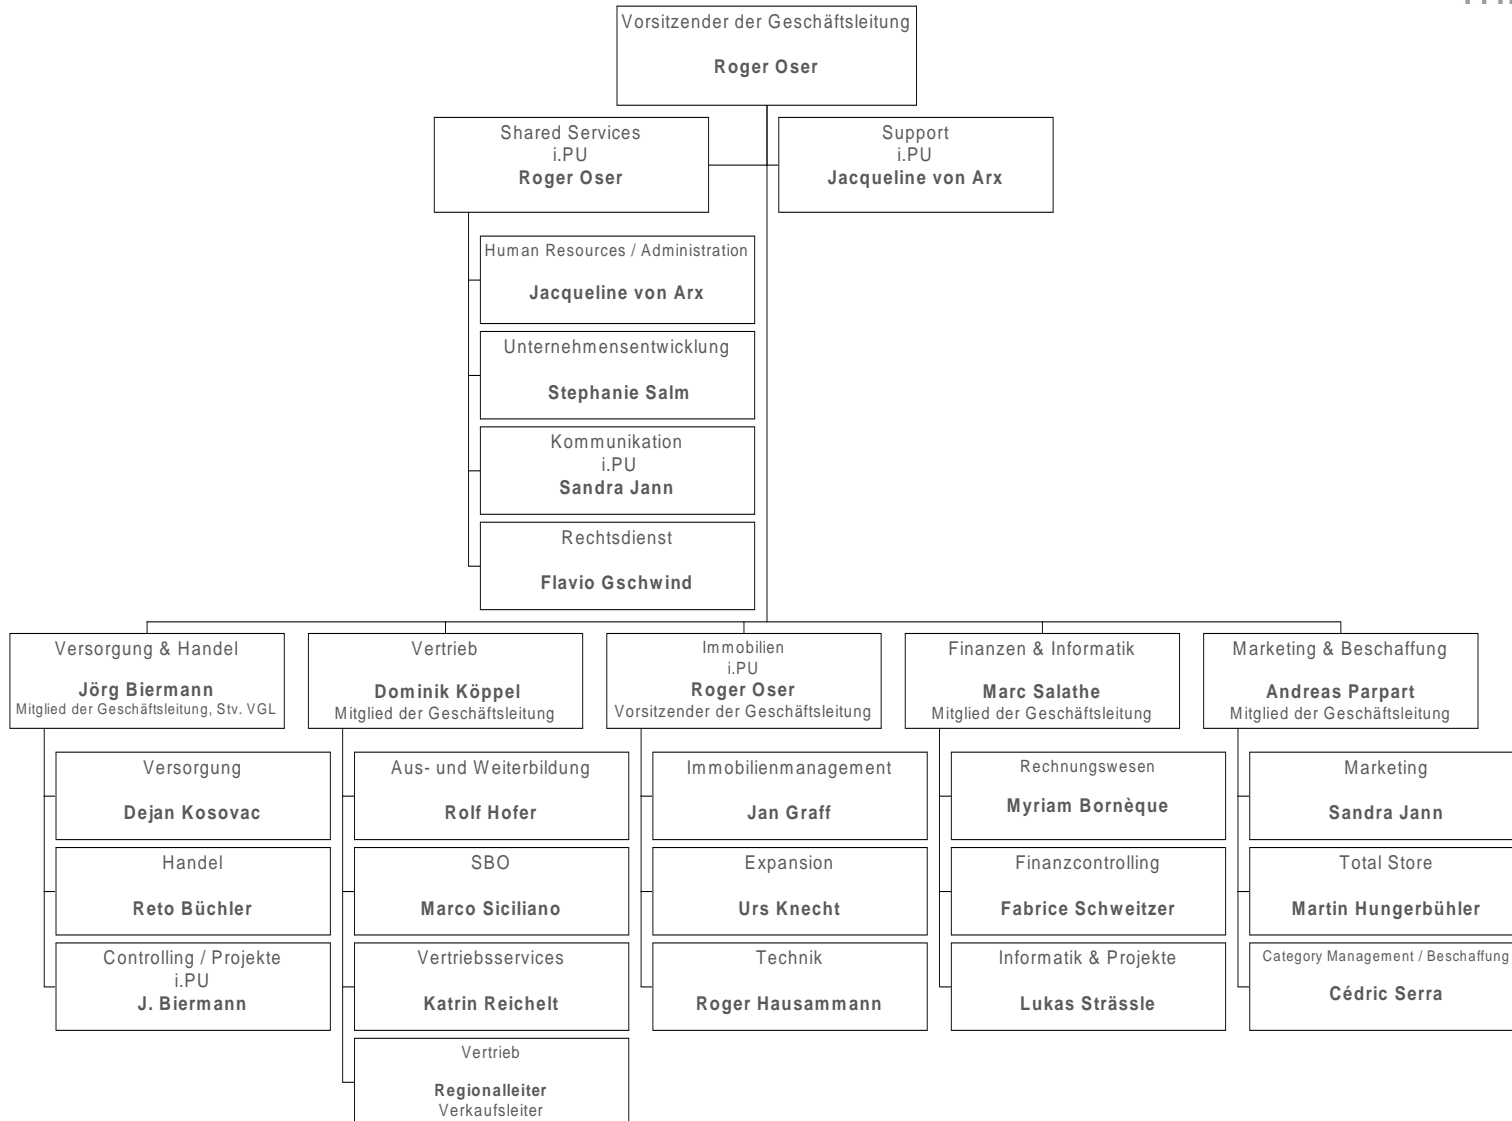 Vorsitzender der Geschäftsleitung
Roger Oser
Shared Services
i.PU
Roger Oser
Support
i.PU
Jacqueline von Arx
Human Resources / Administration
Jacqueline von Arx
Unternehmensentwicklung
Stephanie Salm
Kommunikation
i.PU
Sandra Jann
Rechtsdienst
Flavio Gschwind
Versorgung & Handel
Jörg Biermann
Mitglied der Geschäftsleitung, Stv. VGL
Vertrieb
Dominik Köppel
Mitglied der Geschäftsleitung
Immobilien
i.PU
Roger Oser
Vorsitzender der Geschäftsleitung
Finanzen & Informatik
Marc Salathe
Mitglied der Geschäftsleitung
Marketing & Beschaffung
Andreas Parpart
Mitglied der Geschäftsleitung
Versorgung
Dejan Kosovac
Aus- und Weiterbildung
Rolf Hofer
Immobilienmanagement
Jan Graff
Rechnungswesen
Myriam Bornèque
Marketing
Sandra Jann
Handel
Reto Büchler
SBO
Marco Siciliano
Expansion
Urs Knecht
Finanzcontrolling
Fabrice Schweitzer
Total Store
Martin Hungerbühler
Controlling / Projekte
i.PU
J. Biermann
Vertriebsservices
Katrin Reichelt
Technik
Roger Hausammann
Informatik & Projekte
Lukas Strässle
Category Management / Beschaffung
Cédric Serra
Vertrieb
Regionalleiter
Verkaufsleiter